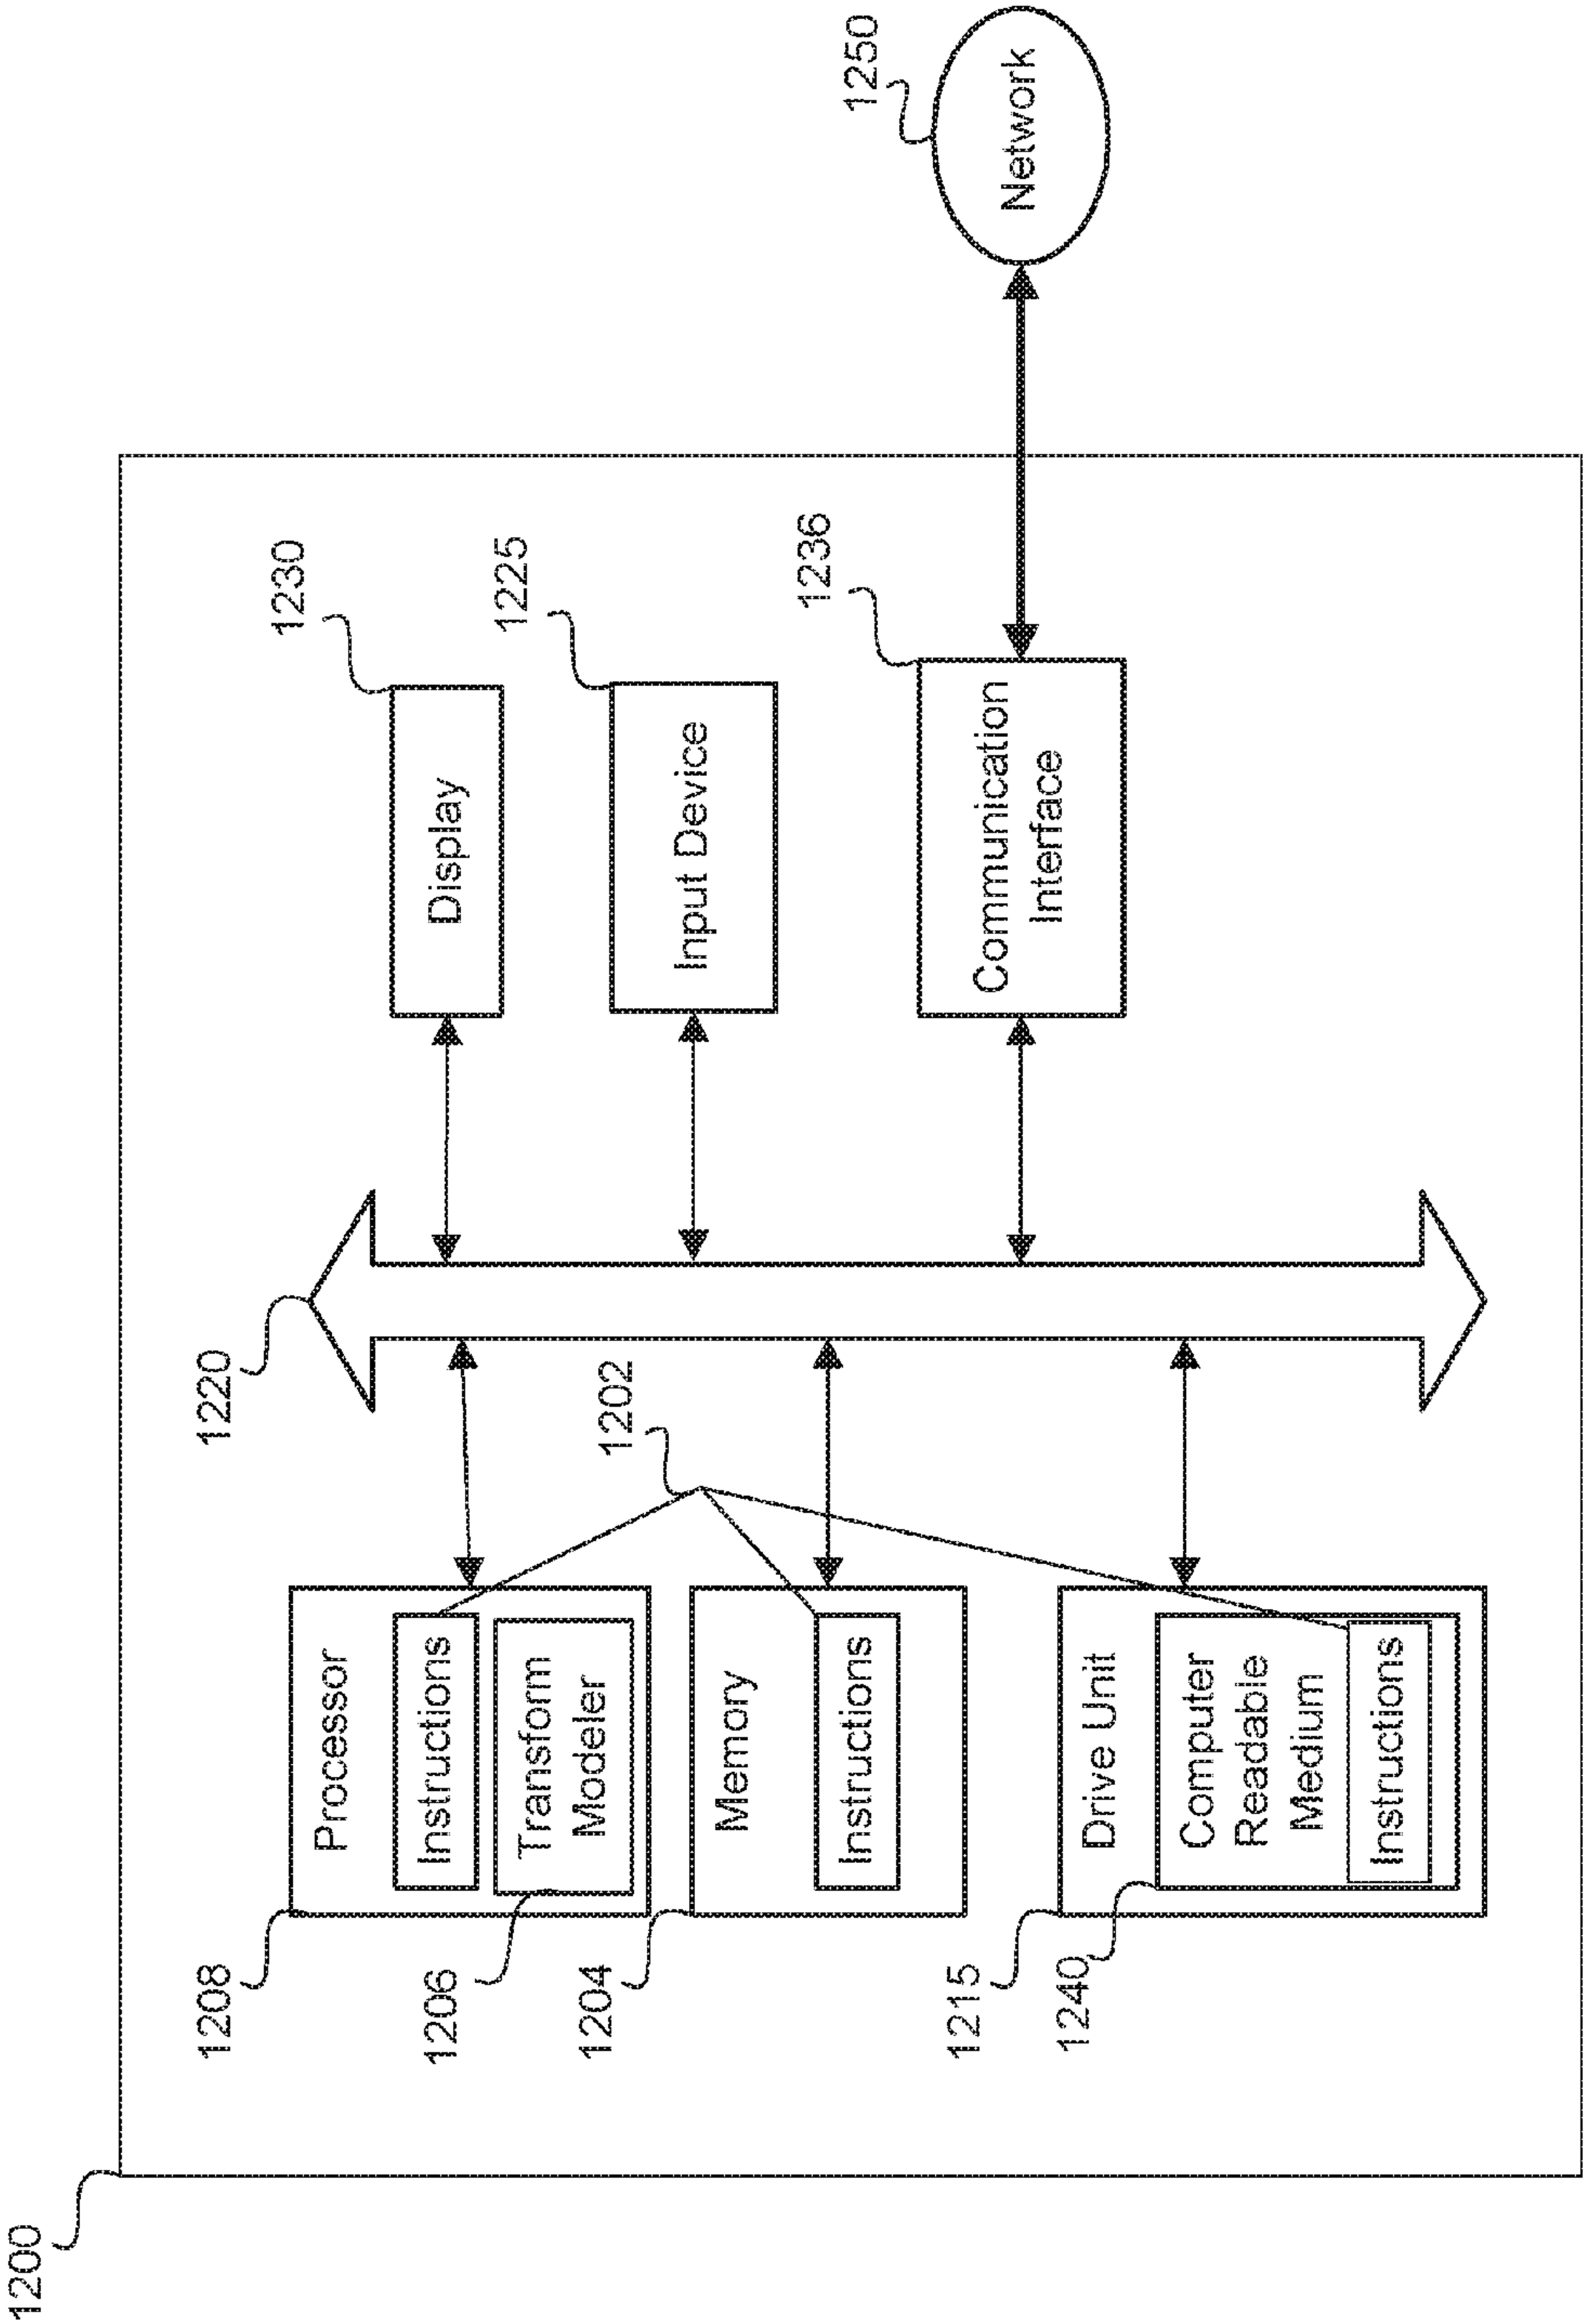 1200
1208
Processor
Instructions
1206
Transform
Modeler
1204
Memory
Instructions
1215
Drive Unit
1240
Computer
Readable
Medium
Instructions
1202
1220
1230
Display
1225
Input Device
1236
Communication
Interface
1250
Network